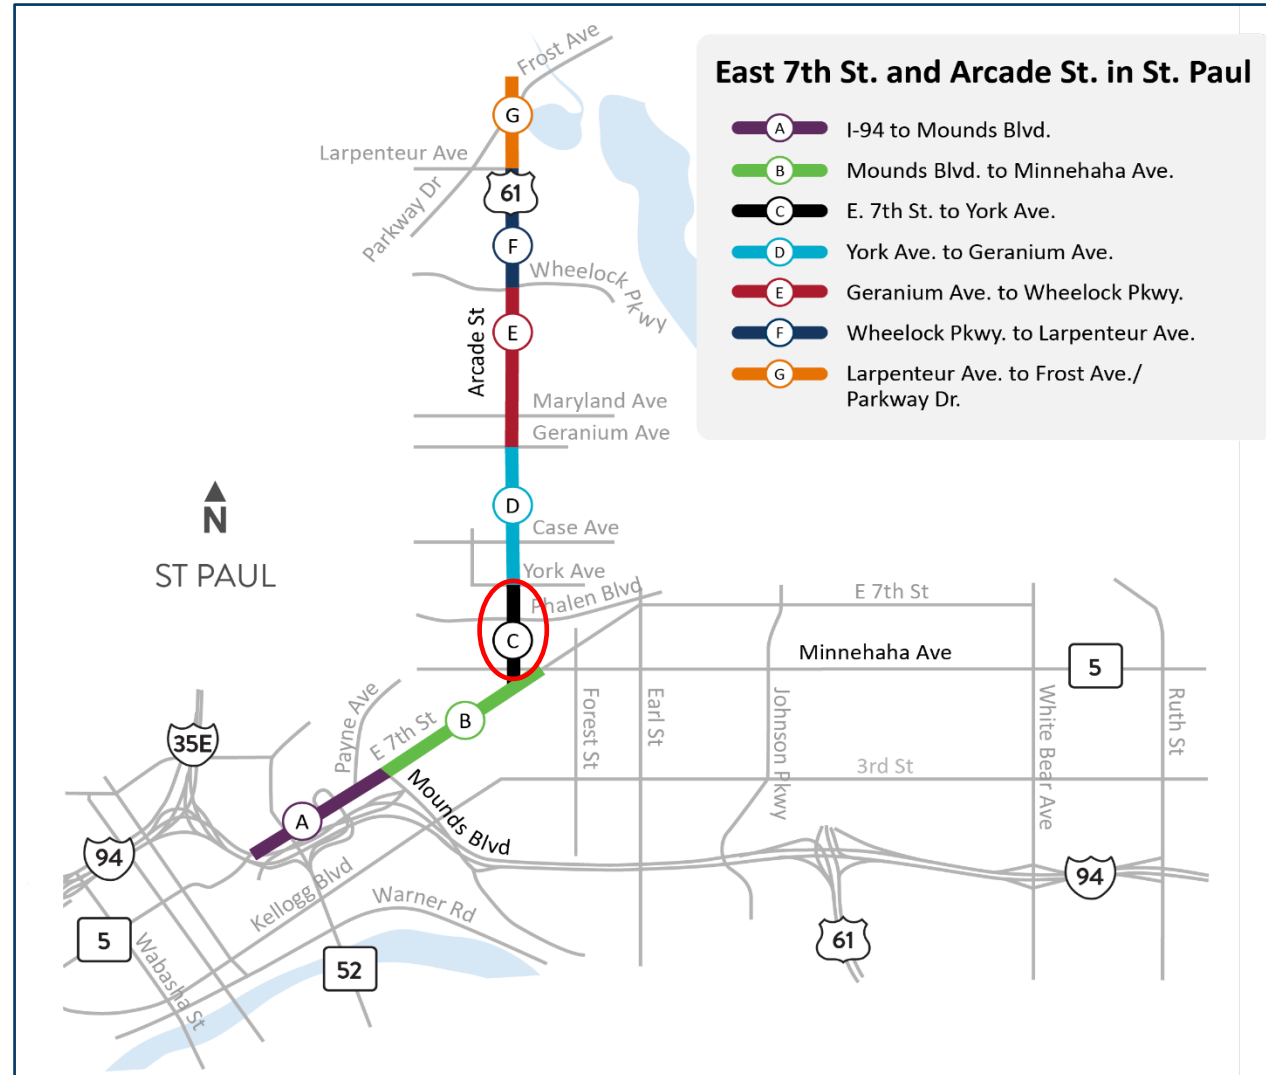 East 7th St. and Arcade St. in St. Paul
A I-94 to Mounds Blvd.
B Mounds Blvd. to Minnehaha Ave.
C E. 7th St. to York Ave.
D York Ave. to Geranium Ave.
E Geranium Ave. to Wheelock Pkwy.
F Wheelock Pkwy. to Larpenteur Ave.
G Larpenteur Ave. to Frost Ave./
Parkway Dr.
Frost Ave
G
Larpenteur Ave
Parkway Dr
61
F
Wheelock Pkwy
Arcade St
E
Maryland Ave
Geranium Ave
D
Case Ave
York Ave
Phalen Blvd
C
N
ST PAUL
E 7th St
Minnehaha Ave
5
Payne Ave
E 7th St
B
Forest St
Earl St
Johnson Pkwy
White Bear Ave
Ruth St
35E
3rd St
Mounds Blvd
A
94
94
Kellogg Blvd
Warner Rd
5
Wabasha St
52
61